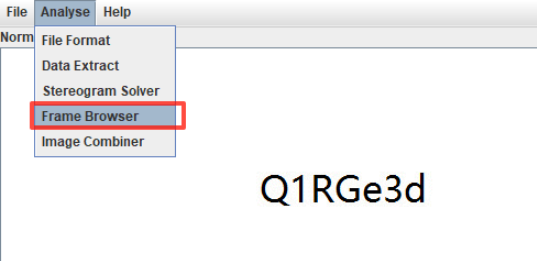 File Analyse Help
Norm
File Format
Data Extract
Stereogram Solver
Frame Browser
Image Combiner
Q1RGe3d